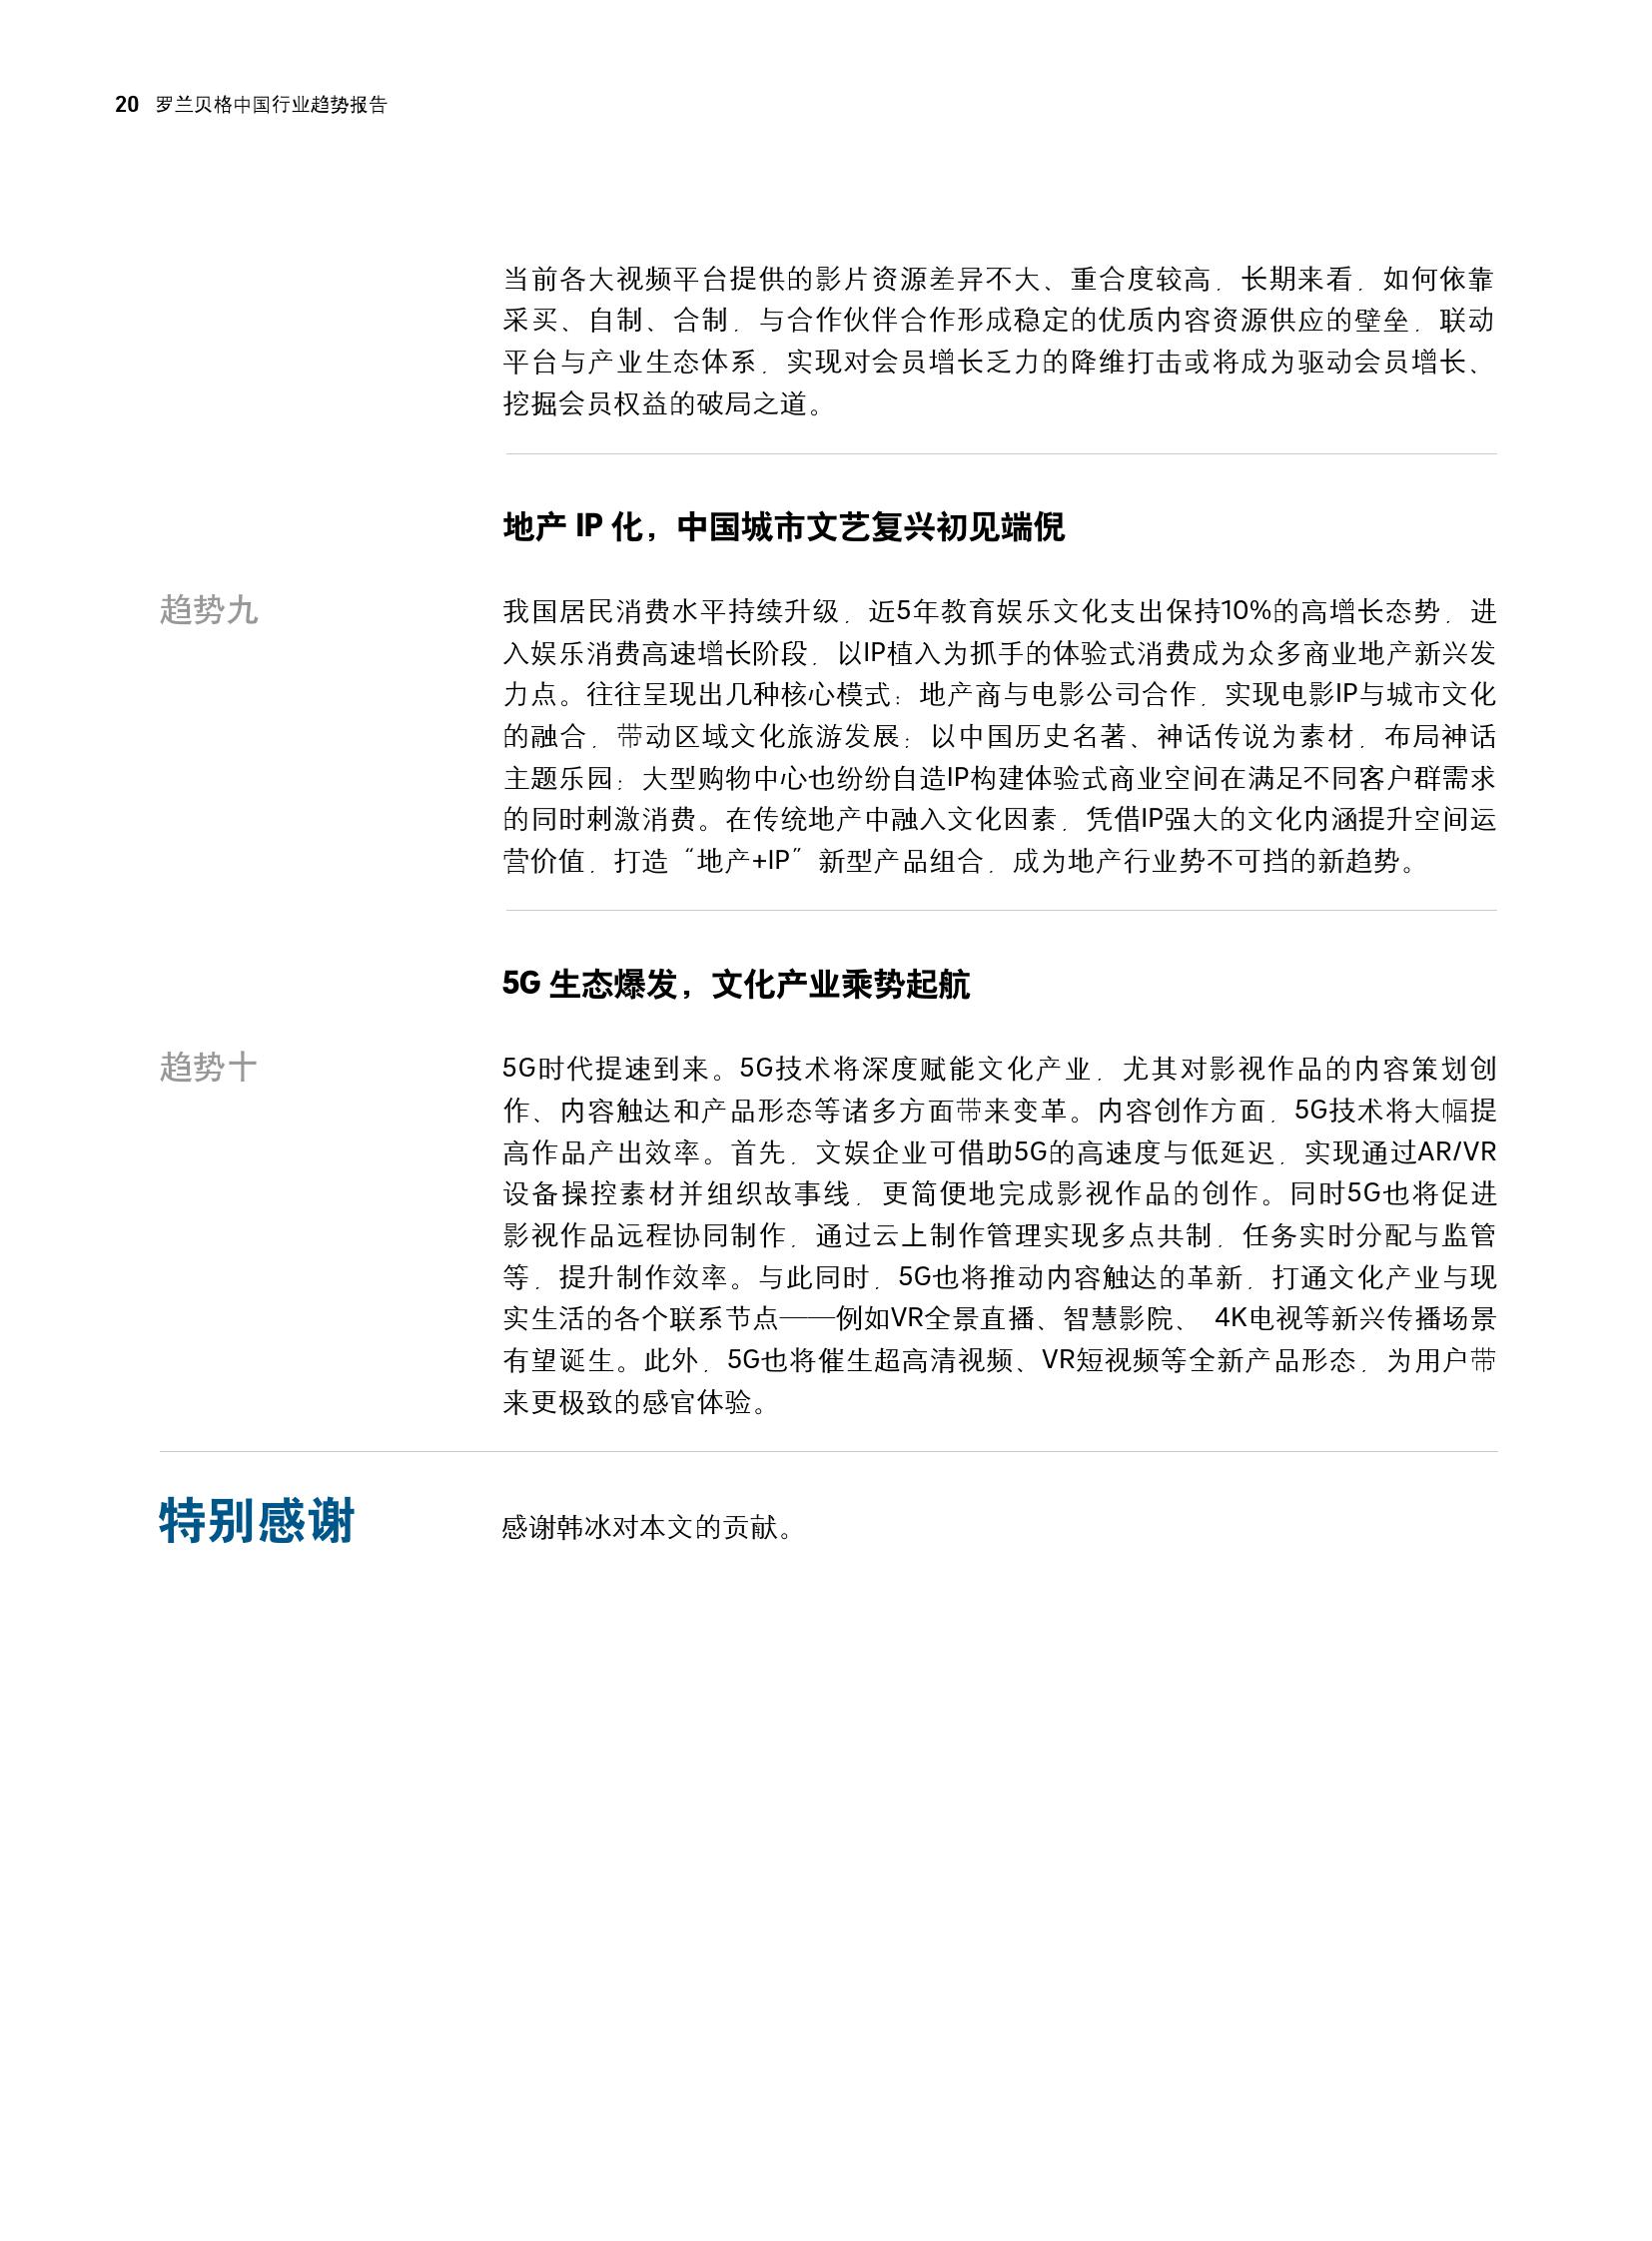 20 罗兰贝格中国行业趋势报告
当前各大视频平台提供的影片资源差异不大、重合度较高，长期来看，如何依靠
采买、自制、合制，与合作伙伴合作形成稳定的优质内容资源供应的壁垒，联动
平台与产业生态体系，实现对会员增长乏力的降维打击或将成为驱动会员增长、
挖掘会员权益的破局之道。
地产 IP 化，中国城市文艺复兴初见端倪
趋势九
我国居民消费水平持续升级，近5年教育娱乐文化支出保持10%的高增长态势，进
入娱乐消费高速增长阶段，以IP植入为抓手的体验式消费成为众多商业地产新兴发
力点。往往呈现出几种核心模式：地产商与电影公司合作，实现电影IP与城市文化
的融合，带动区域文化旅游发展；以中国历史名著、神话传说为素材，布局神话
主题乐园；大型购物中心也纷纷自造IP构建体验式商业空间在满足不同客户群需求
的同时刺激消费。在传统地产中融入文化因素，凭借IP强大的文化内涵提升空间运
营价值，打造“地产+IP”新型产品组合，成为地产行业势不可挡的新趋势。
5G 生态爆发，文化产业乘势起航
趋势十
5G时代提速到来。5G技术将深度赋能文化产业，尤其对影视作品的内容策划创
作、内容触达和产品形态等诸多方面带来变革。内容创作方面，5G技术将大幅提
高作品产出效率。首先，文娱企业可借助5G的高速度与低延迟，实现通过AR/VR
设备操控素材并组织故事线，更简便地完成影视作品的创作。同时5G也将促进
影视作品远程协同制作，通过云上制作管理实现多点共制，任务实时分配与监管
等，提升制作效率。与此同时，5G也将推动内容触达的革新，打通文化产业与现
实生活的各个联系节点——例如VR全景直播、智慧影院、 4K电视等新兴传播场景
有望诞生。此外，5G也将催生超高清视频、VR短视频等全新产品形态，为用户带
来更极致的感官体验。
特别感谢
感谢韩冰对本文的贡献。